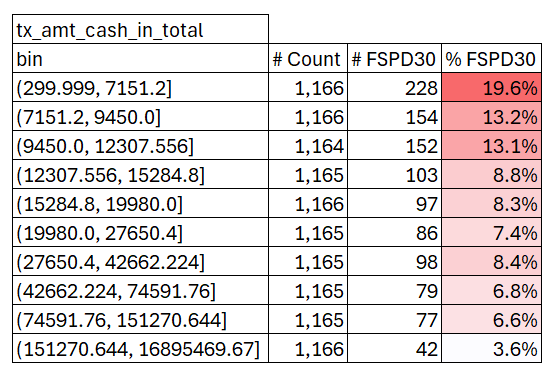 tx_amt_cash_in_total
bin # Count # FSPD30 % FSPD30
(299.999, 7151.2] 1,166 228 19.6%
(7151.2, 9450.0] 1,166 154 13.2%
(9450.0, 12307.556] 1,164 152 13.1%
(12307.556, 15284.8] 1,165 103 8.8%
(15284.8, 19980.0] 1,166 97 8.3%
(19980.0, 27650.4] 1,165 86 7.4%
(27650.4, 42662.224] 1,165 98 8.4%
(42662.224, 74591.76] 1,165 79 6.8%
(74591.76, 151270.644] 1,165 77 6.6%
(151270.644, 16895469.67] 1,166 42 3.6%